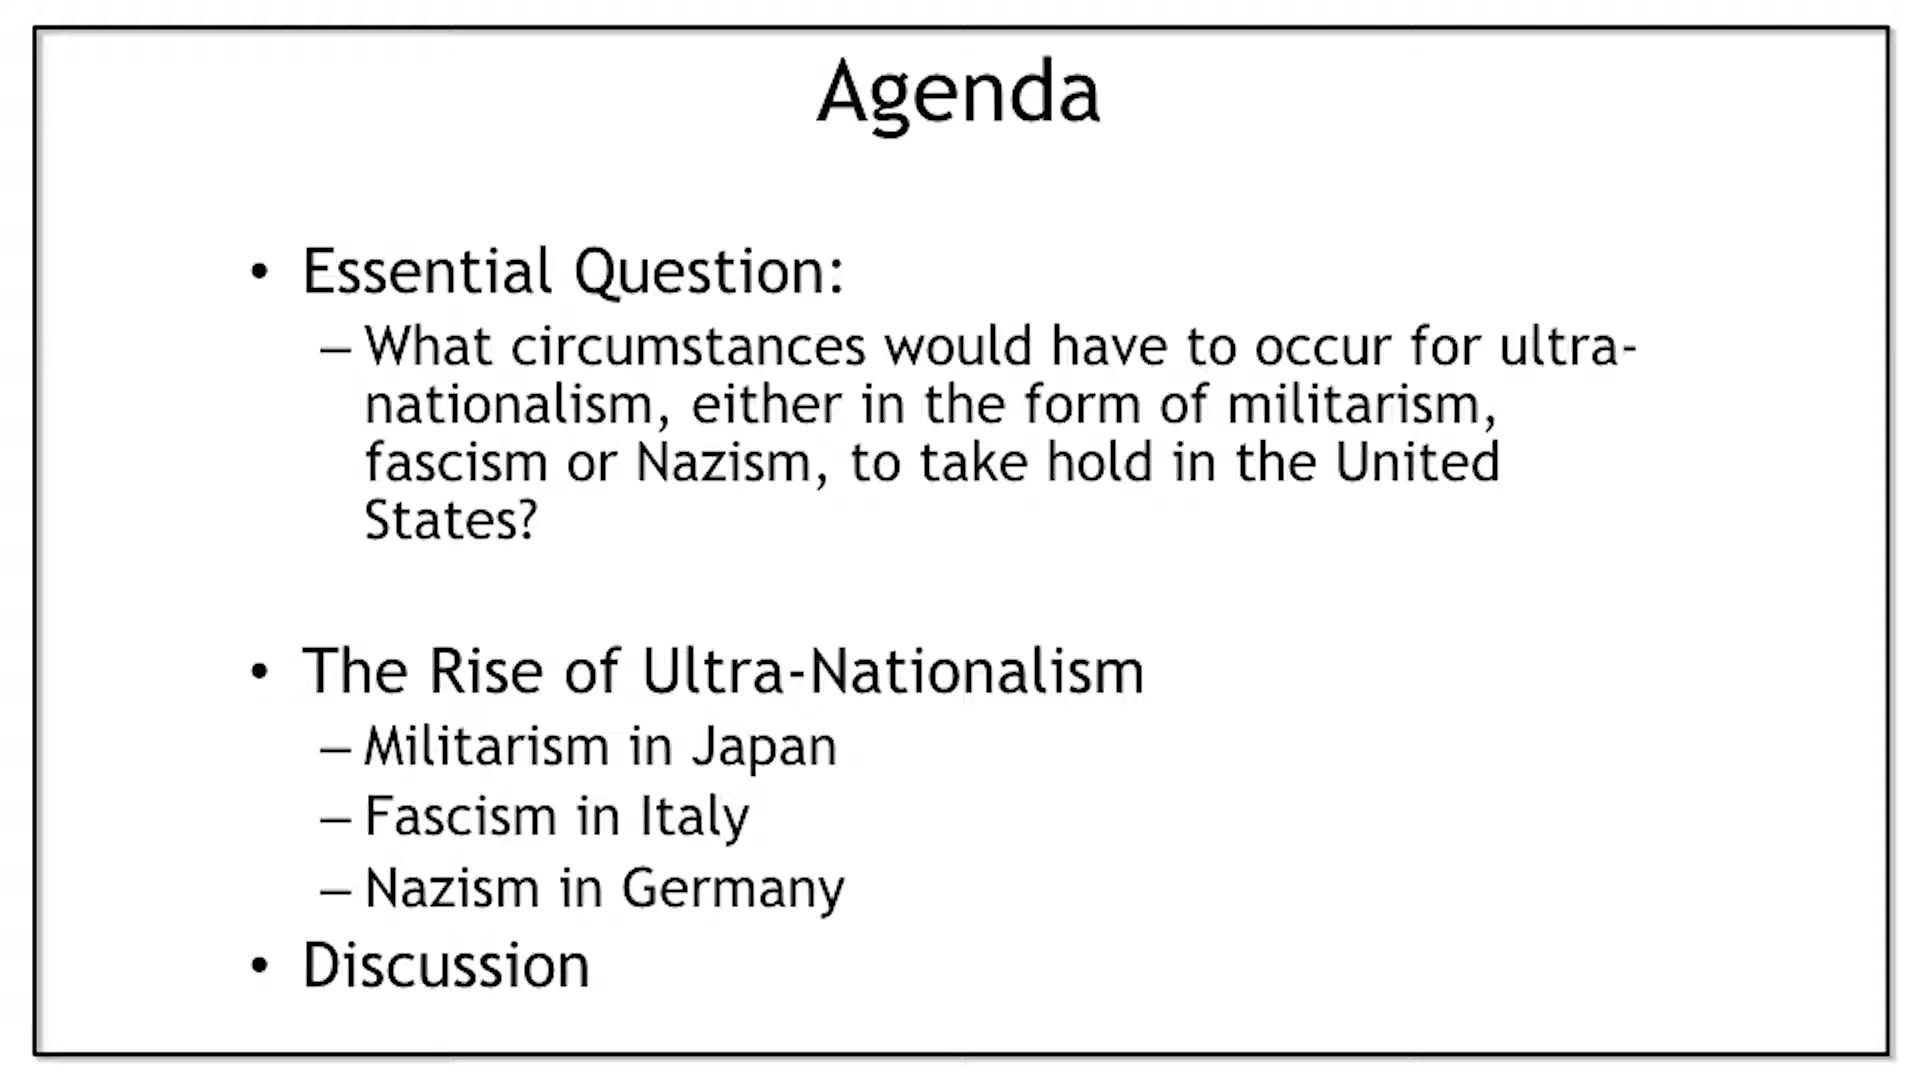 Agenda
• Essential Question:
– What circumstances would have to occur for ultra-
nationalism, either in the form of militarism,
fascism or Nazism, to take hold in the United
States?
• The Rise of Ultra-Nationalism
– Militarism in Japan
– Fascism in Italy
– Nazism in Germany
• Discussion